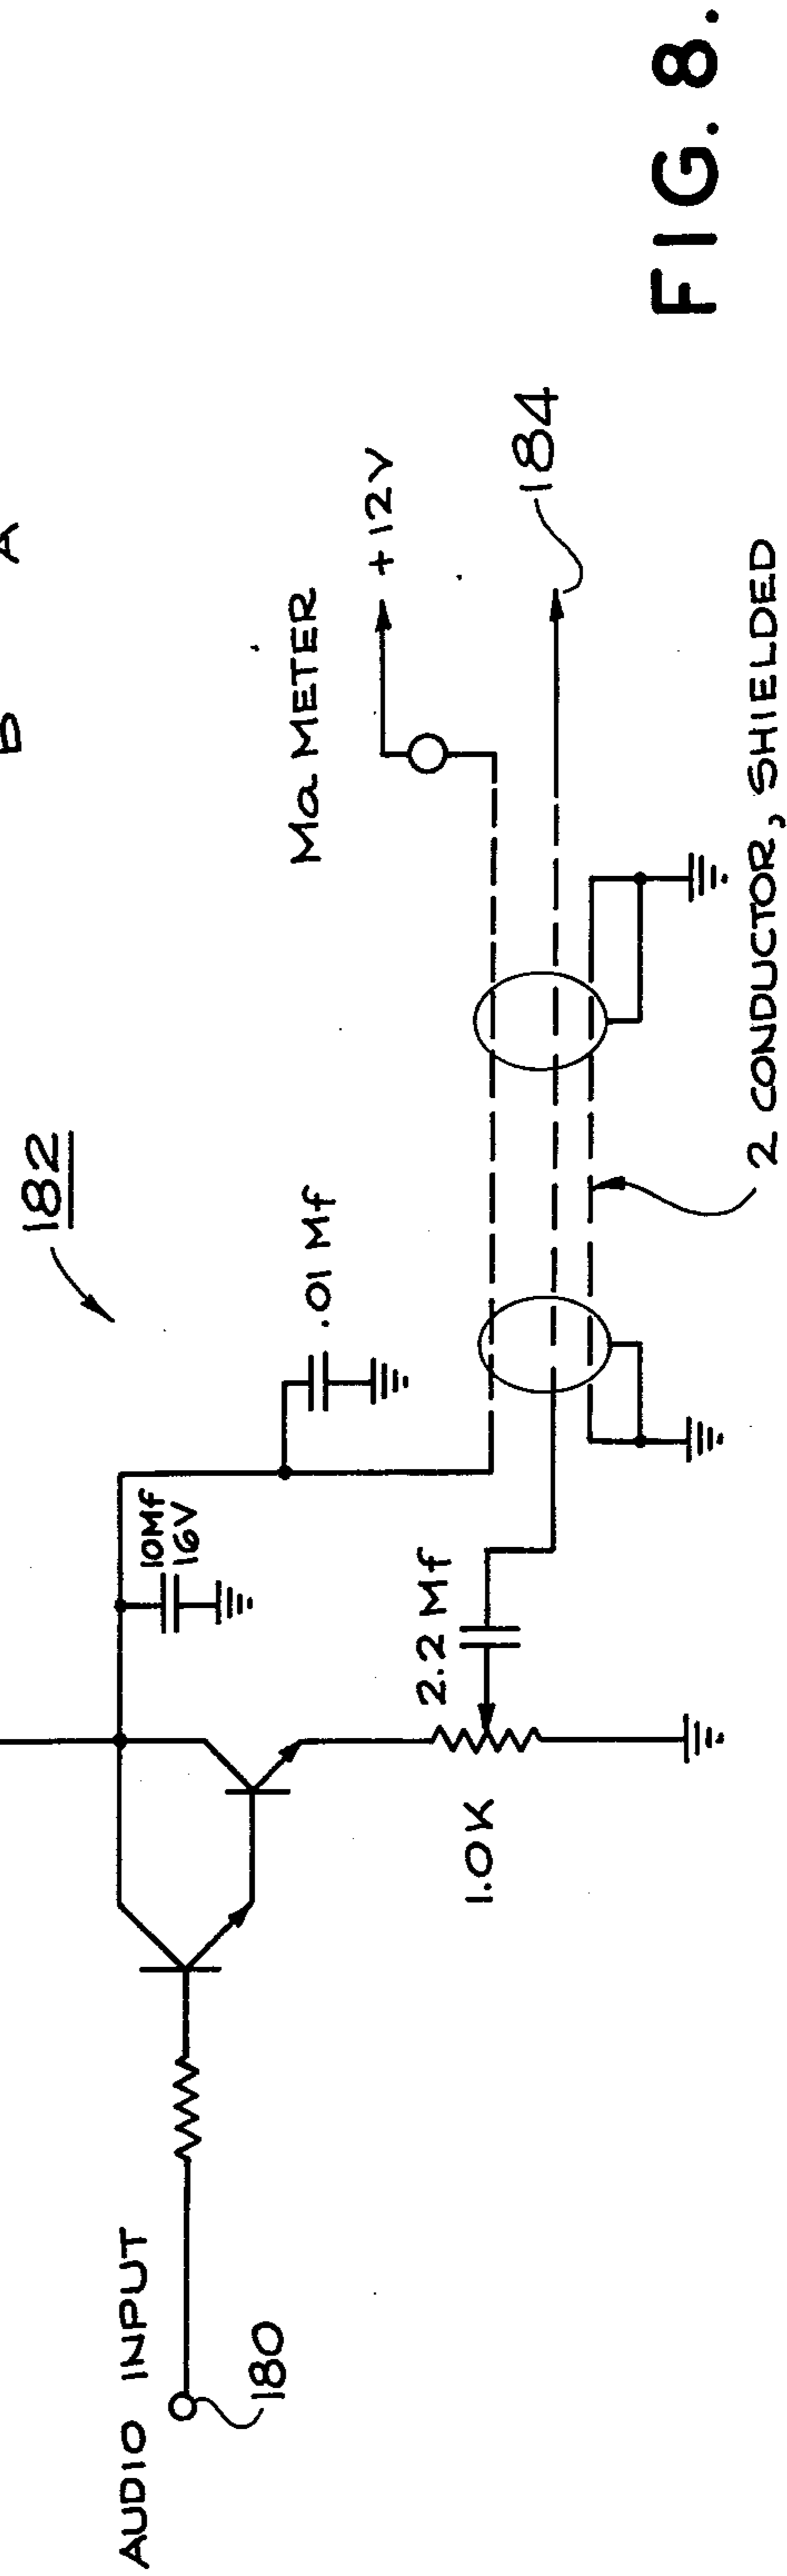 B A
182
10Mf
16V
.01 Mf
Ma METER
+12V
AUDIO INPUT
180
1.0K
2.2 Mf
184
2 CONDUCTOR, SHIELDED
FIG. 8.